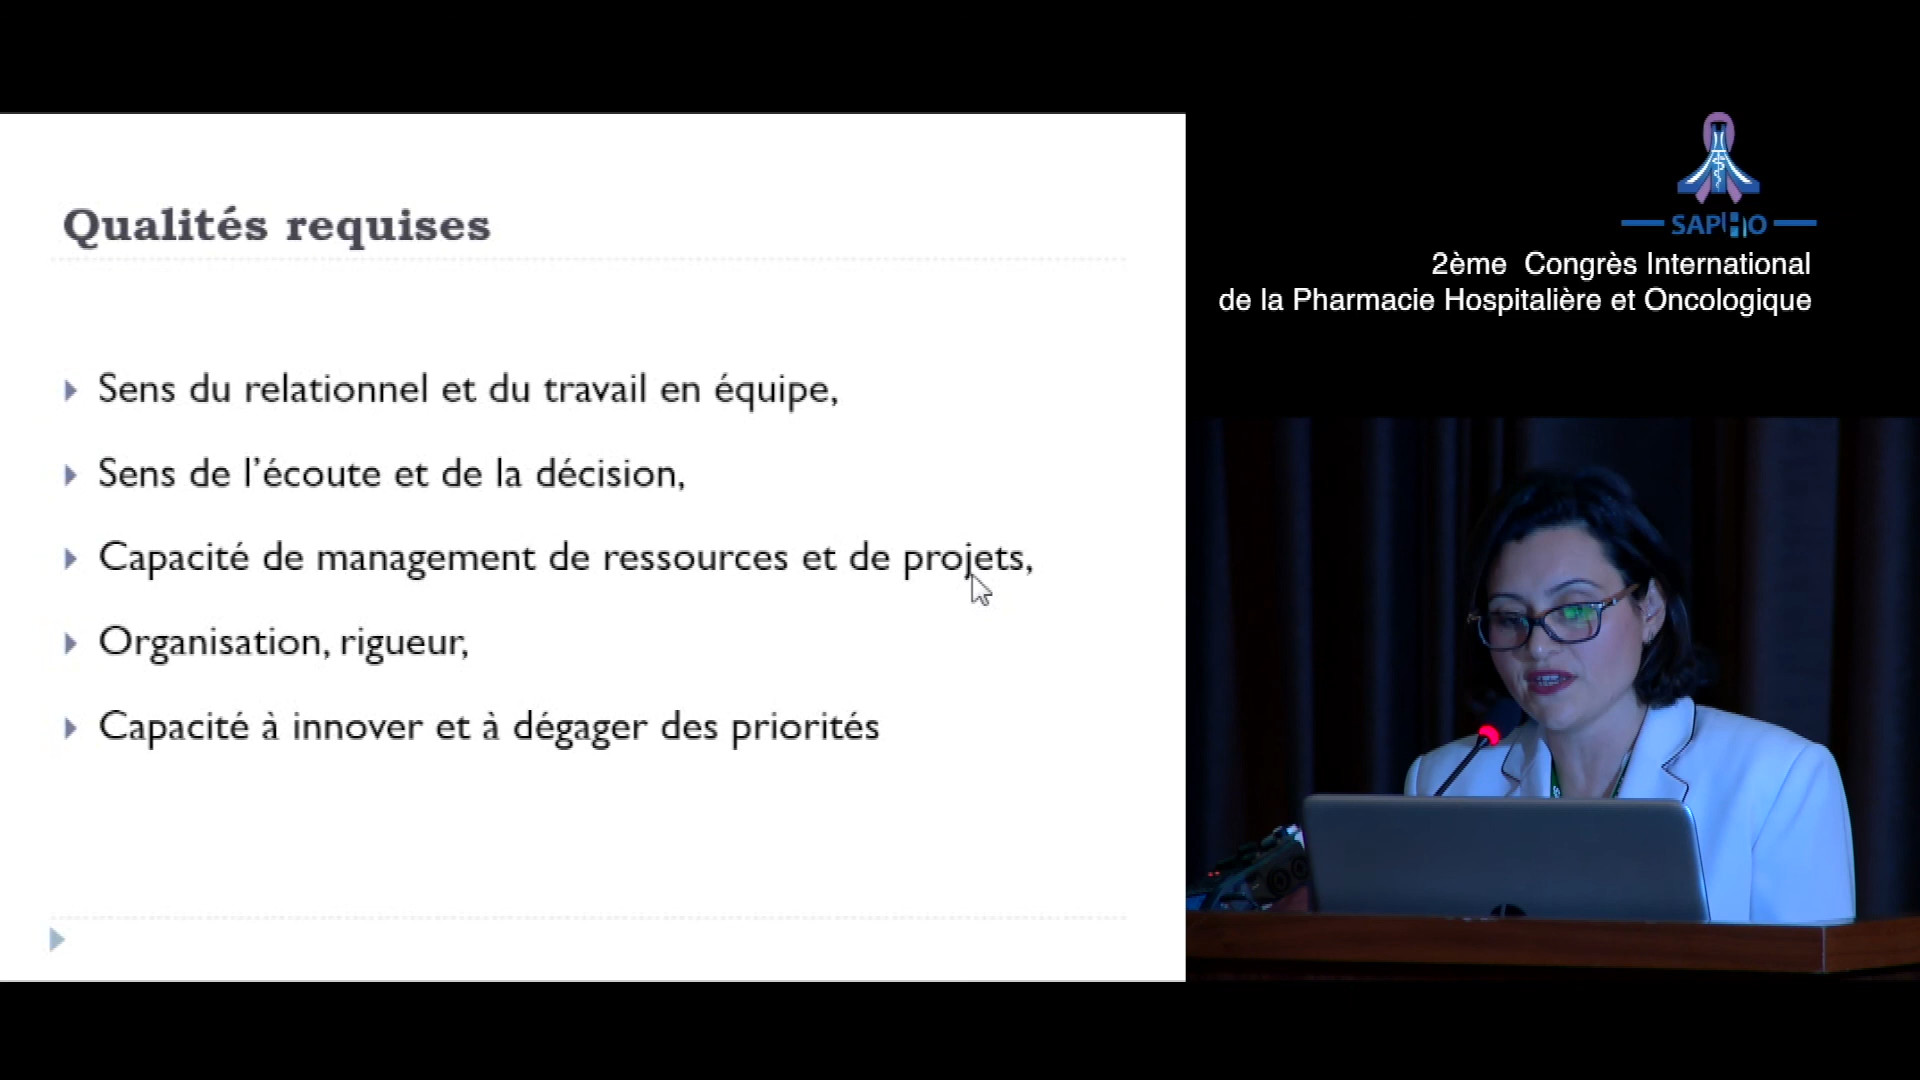 Qualités requises
Sens du relationnel et du travail en équipe,
Sens de l'écoute et de la décision,
Capacité de management de ressources et de projets,
Organisation, rigueur,
Capacité à innover et à dégager des priorités
SAPHO
2ème Congrès International
de la Pharmacie Hospitalière et Oncologique